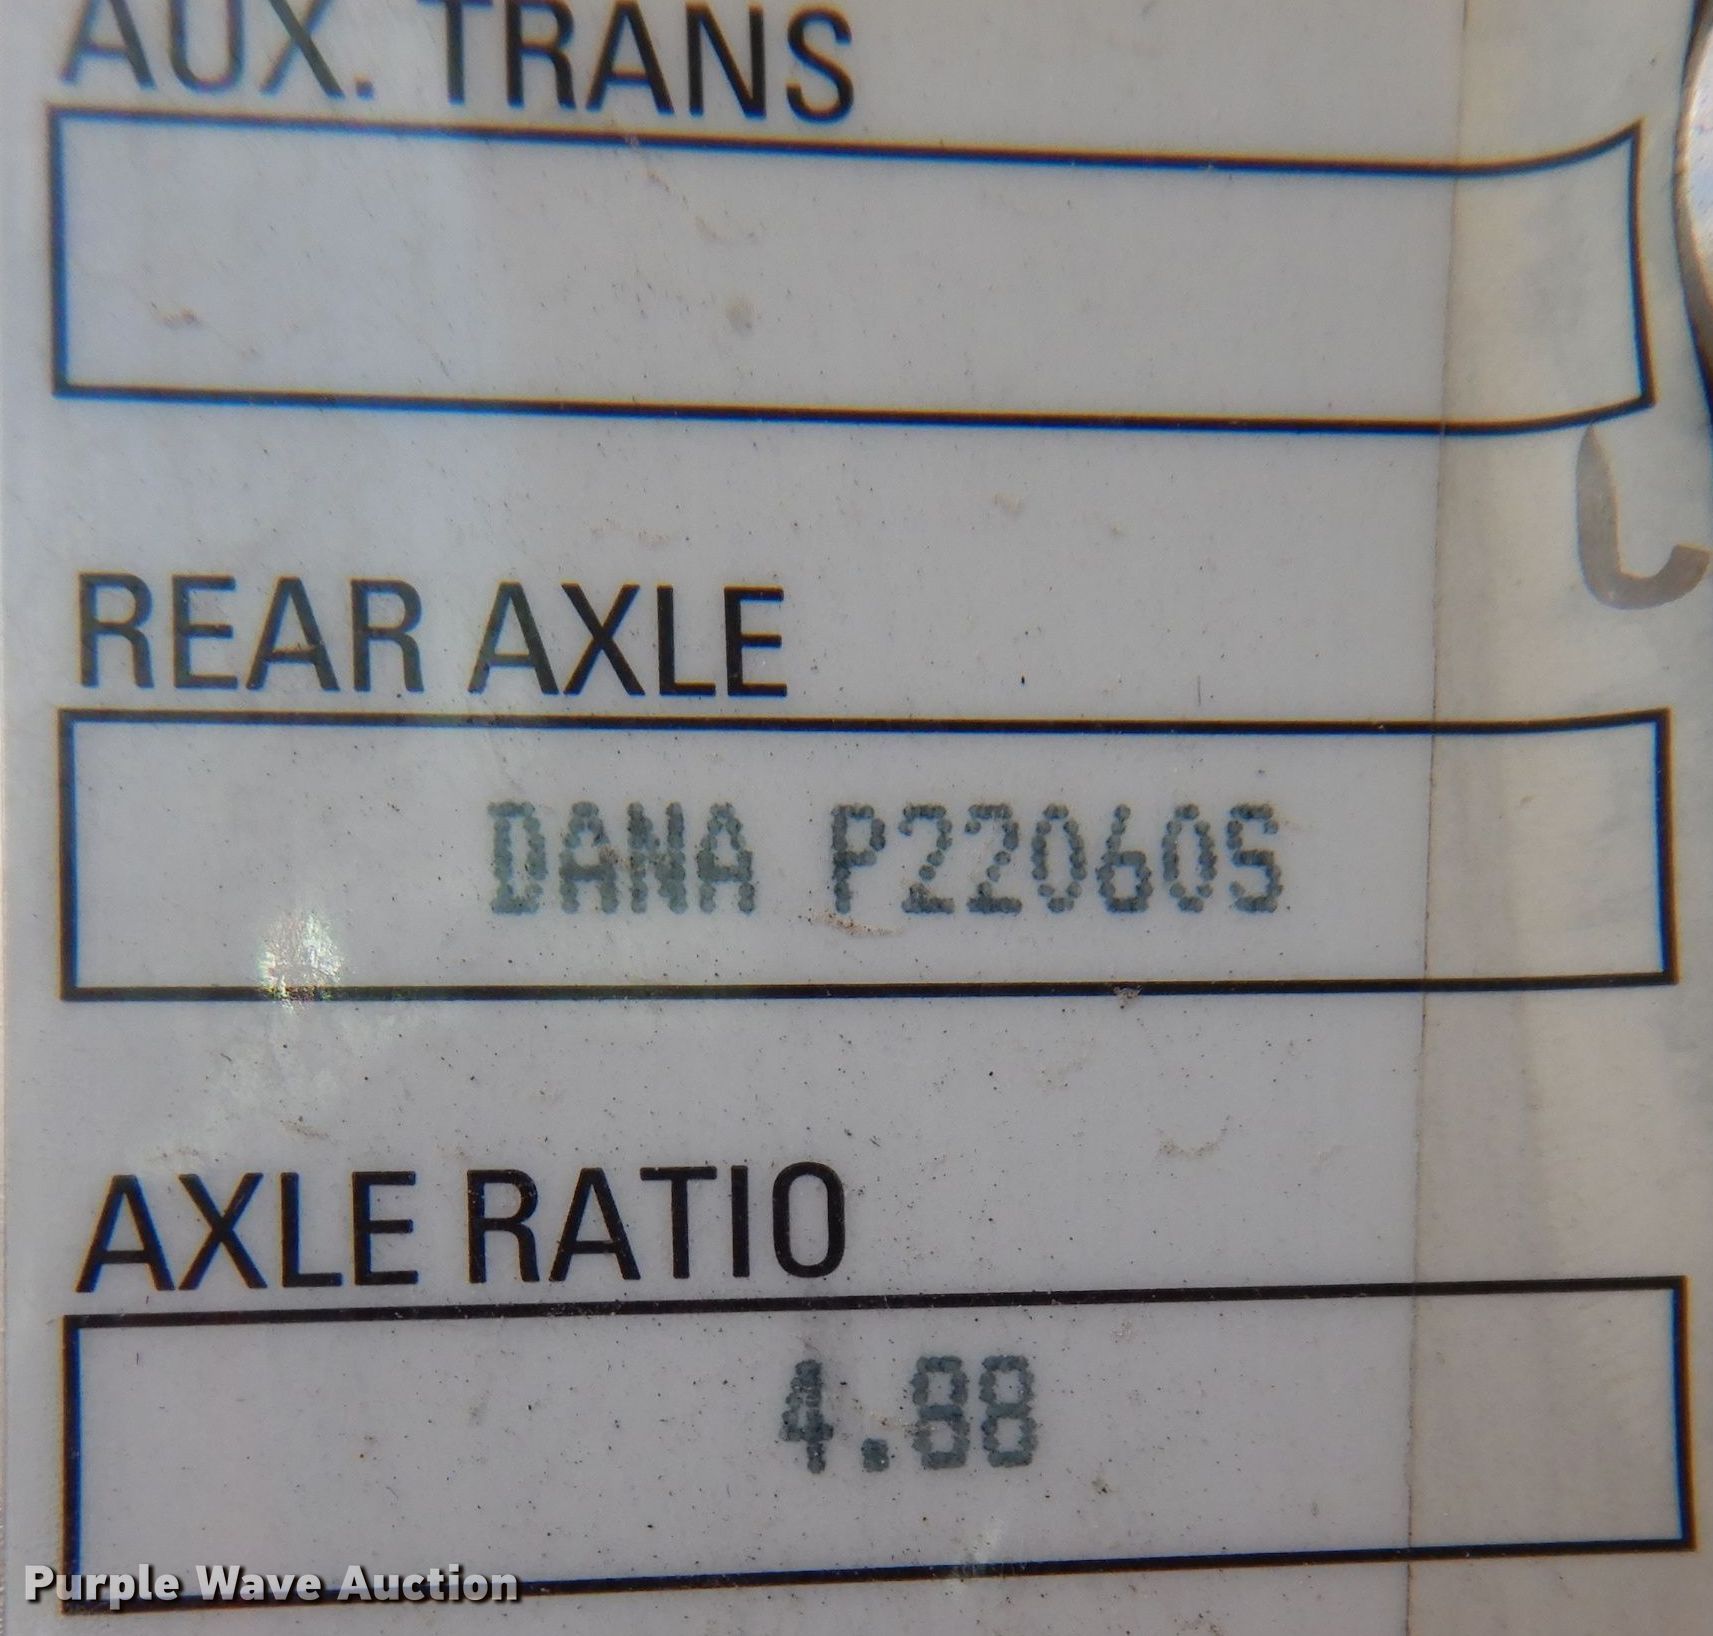 AUX. TRANS
REAR AXLE
DANA P22060S
AXLE RATIO
4.88
Purple Wave Auction